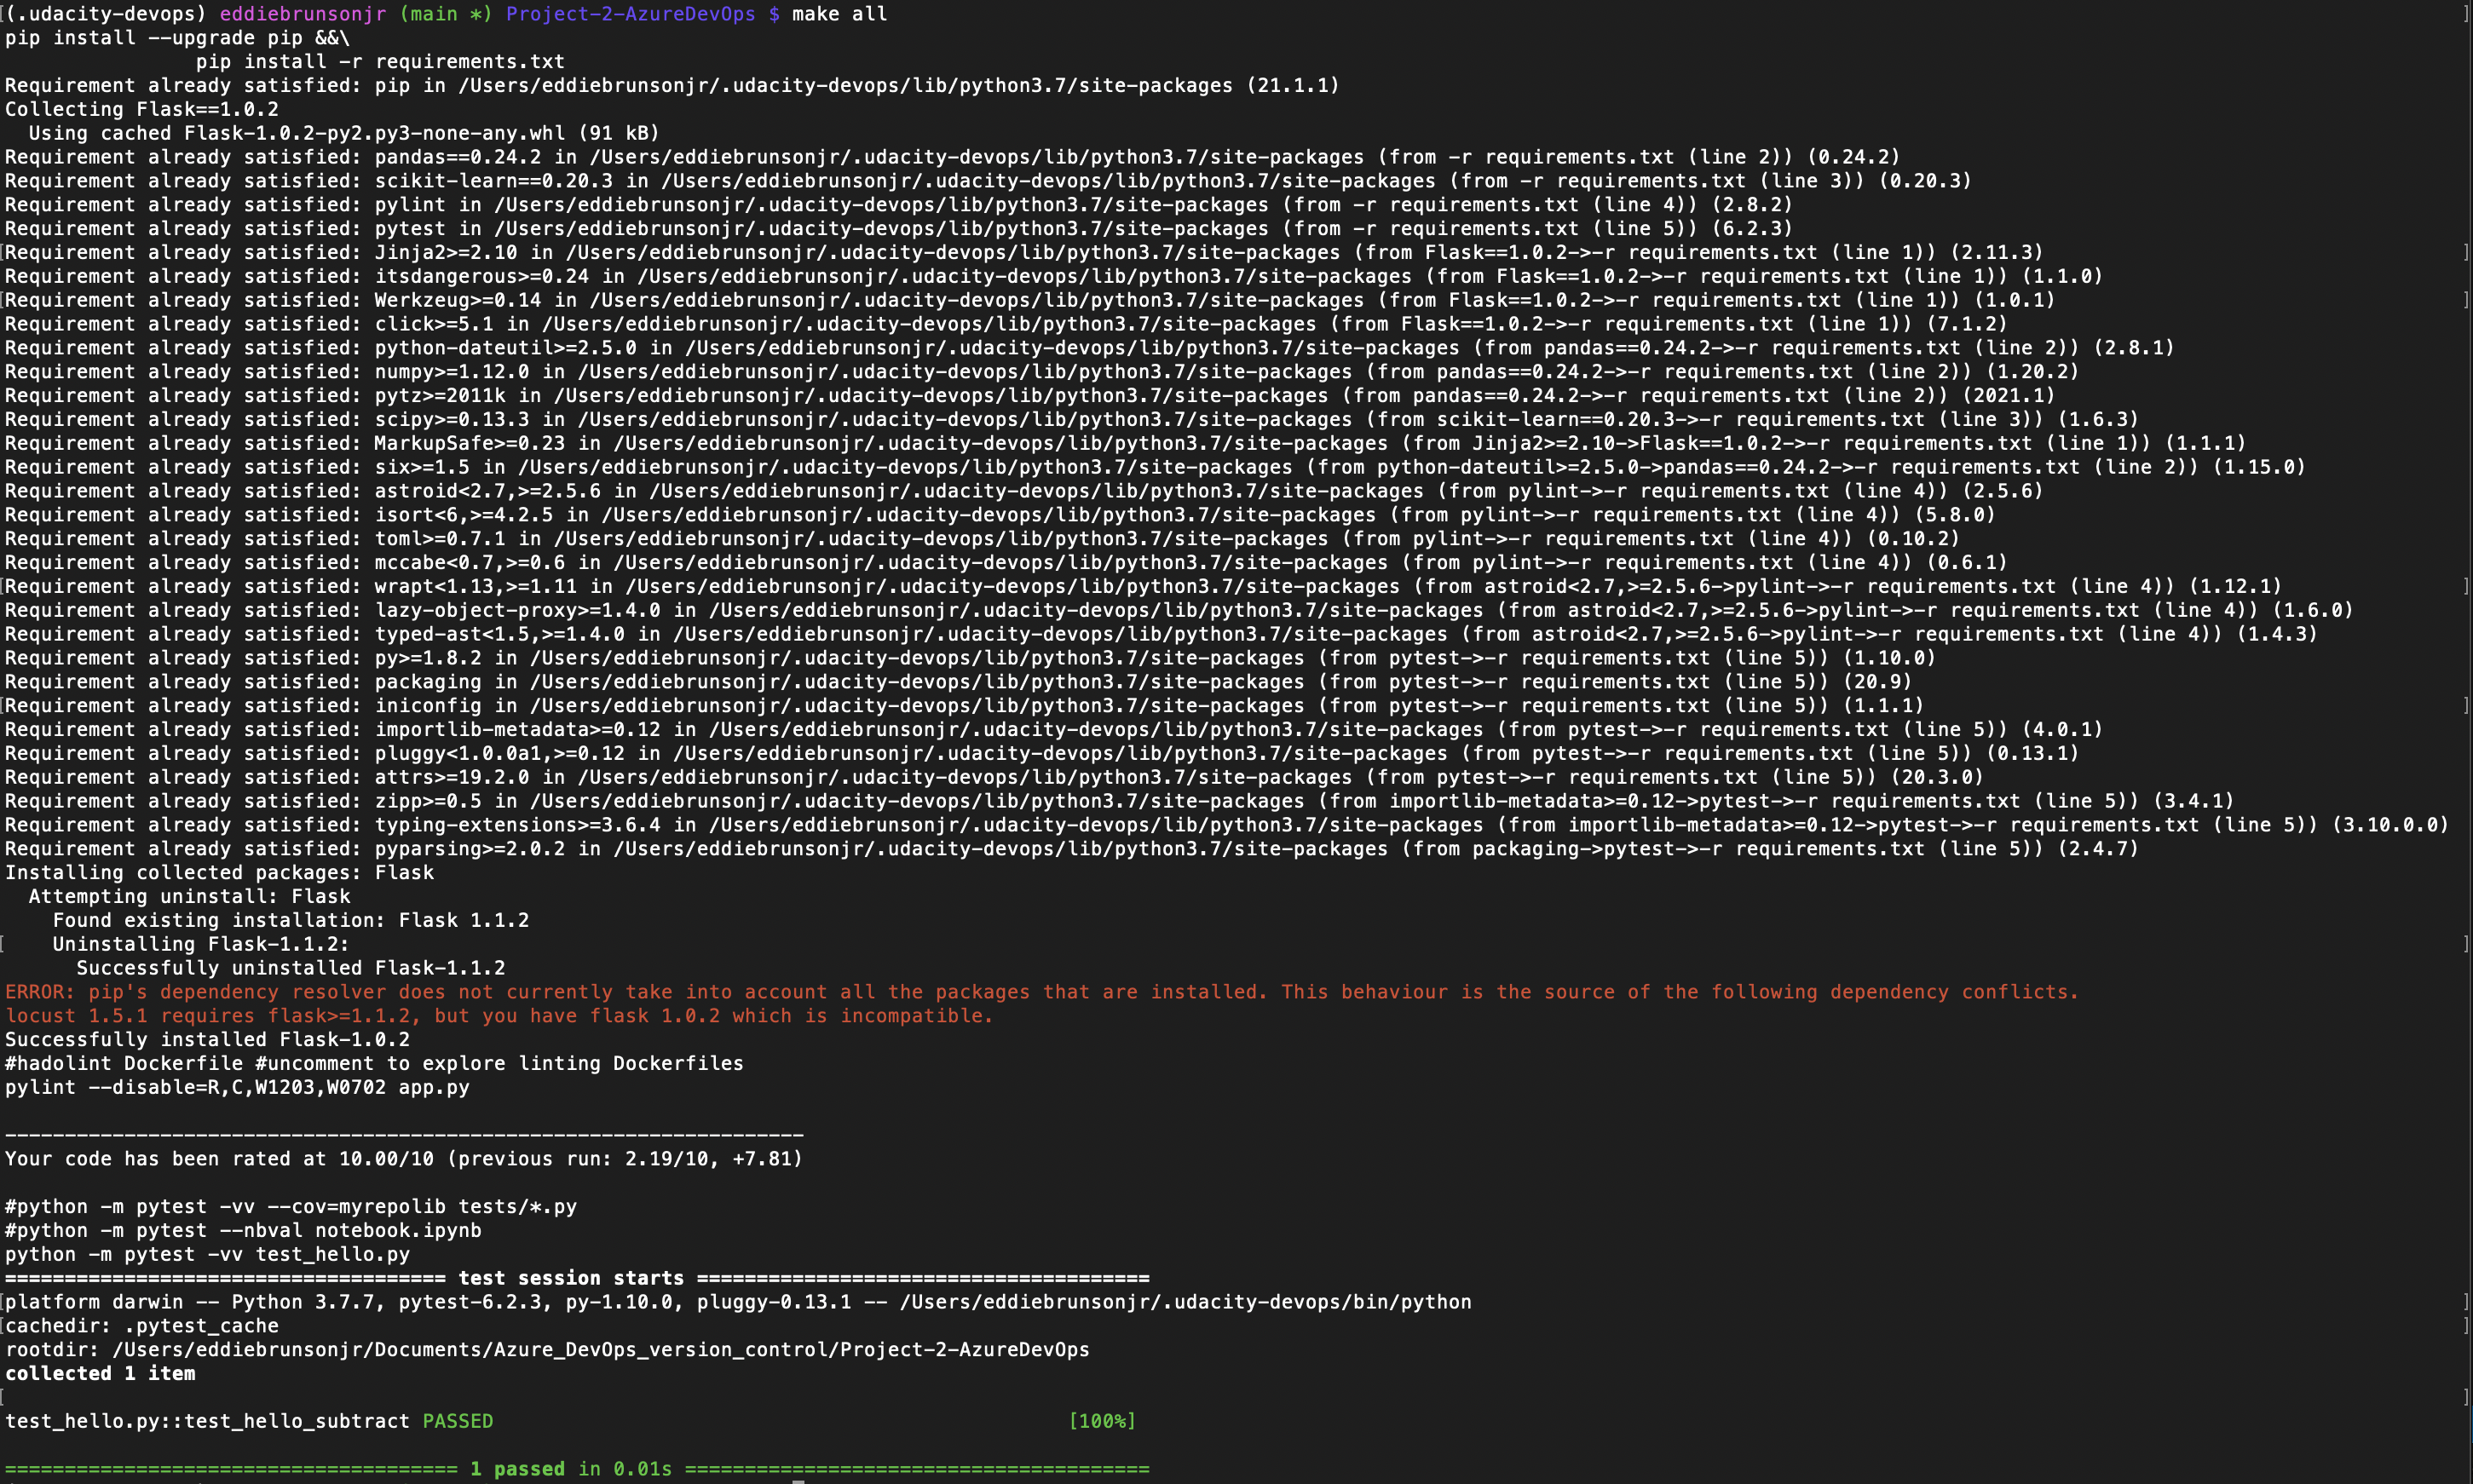 (.udacity-devops) eddiebrunsonjr (main *) Project-2-AzureDevOps $ make all
pip install --upgrade pip &&\
                pip install -r requirements.txt
Requirement already satisfied: pip in /Users/eddiebrunsonjr/.udacity-devops/lib/python3.7/site-packages (21.1.1)
Collecting Flask==1.0.2
  Using cached Flask-1.0.2-py2.py3-none-any.whl (91 kB)
Requirement already satisfied: pandas==0.24.2 in /Users/eddiebrunsonjr/.udacity-devops/lib/python3.7/site-packages (from -r requirements.txt (line 2)) (0.24.2)
Requirement already satisfied: scikit-learn==0.20.3 in /Users/eddiebrunsonjr/.udacity-devops/lib/python3.7/site-packages (from -r requirements.txt (line 3)) (0.20.3)
Requirement already satisfied: pylint in /Users/eddiebrunsonjr/.udacity-devops/lib/python3.7/site-packages (from -r requirements.txt (line 4)) (2.8.2)
Requirement already satisfied: pytest in /Users/eddiebrunsonjr/.udacity-devops/lib/python3.7/site-packages (from -r requirements.txt (line 5)) (6.2.3)
Requirement already satisfied: Jinja2>=2.10 in /Users/eddiebrunsonjr/.udacity-devops/lib/python3.7/site-packages (from Flask==1.0.2->-r requirements.txt (line 1)) (2.11.3)
Requirement already satisfied: itsdangerous>=0.24 in /Users/eddiebrunsonjr/.udacity-devops/lib/python3.7/site-packages (from Flask==1.0.2->-r requirements.txt (line 1)) (1.1.0)
Requirement already satisfied: Werkzeug>=0.14 in /Users/eddiebrunsonjr/.udacity-devops/lib/python3.7/site-packages (from Flask==1.0.2->-r requirements.txt (line 1)) (1.0.1)
Requirement already satisfied: click>=5.1 in /Users/eddiebrunsonjr/.udacity-devops/lib/python3.7/site-packages (from Flask==1.0.2->-r requirements.txt (line 1)) (7.1.2)
Requirement already satisfied: python-dateutil>=2.5.0 in /Users/eddiebrunsonjr/.udacity-devops/lib/python3.7/site-packages (from pandas==0.24.2->-r requirements.txt (line 2)) (2.8.1)
Requirement already satisfied: numpy>=1.12.0 in /Users/eddiebrunsonjr/.udacity-devops/lib/python3.7/site-packages (from pandas==0.24.2->-r requirements.txt (line 2)) (1.20.2)
Requirement already satisfied: pytz>=2011k in /Users/eddiebrunsonjr/.udacity-devops/lib/python3.7/site-packages (from pandas==0.24.2->-r requirements.txt (line 2)) (2021.1)
Requirement already satisfied: scipy>=0.13.3 in /Users/eddiebrunsonjr/.udacity-devops/lib/python3.7/site-packages (from scikit-learn==0.20.3->-r requirements.txt (line 3)) (1.6.3)
Requirement already satisfied: MarkupSafe>=0.23 in /Users/eddiebrunsonjr/.udacity-devops/lib/python3.7/site-packages (from Jinja2>=2.10->Flask==1.0.2->-r requirements.txt (line 1)) (1.1.1)
Requirement already satisfied: six>=1.5 in /Users/eddiebrunsonjr/.udacity-devops/lib/python3.7/site-packages (from python-dateutil>=2.5.0->pandas==0.24.2->-r requirements.txt (line 2)) (1.15.0)
Requirement already satisfied: astroid<2.7,>=2.5.6 in /Users/eddiebrunsonjr/.udacity-devops/lib/python3.7/site-packages (from pylint->-r requirements.txt (line 4)) (2.5.6)
Requirement already satisfied: isort<6,>=4.2.5 in /Users/eddiebrunsonjr/.udacity-devops/lib/python3.7/site-packages (from pylint->-r requirements.txt (line 4)) (5.8.0)
Requirement already satisfied: toml>=0.7.1 in /Users/eddiebrunsonjr/.udacity-devops/lib/python3.7/site-packages (from pylint->-r requirements.txt (line 4)) (0.10.2)
Requirement already satisfied: mccabe<0.7,>=0.6 in /Users/eddiebrunsonjr/.udacity-devops/lib/python3.7/site-packages (from pylint->-r requirements.txt (line 4)) (0.6.1)
Requirement already satisfied: wrapt<1.13,>=1.11 in /Users/eddiebrunsonjr/.udacity-devops/lib/python3.7/site-packages (from astroid<2.7,>=2.5.6->pylint->-r requirements.txt (line 4)) (1.12.1)
Requirement already satisfied: lazy-object-proxy>=1.4.0 in /Users/eddiebrunsonjr/.udacity-devops/lib/python3.7/site-packages (from astroid<2.7,>=2.5.6->pylint->-r requirements.txt (line 4)) (1.6.0)
Requirement already satisfied: typed-ast<1.5,>=1.4.0 in /Users/eddiebrunsonjr/.udacity-devops/lib/python3.7/site-packages (from astroid<2.7,>=2.5.6->pylint->-r requirements.txt (line 4)) (1.4.3)
Requirement already satisfied: py>=1.8.2 in /Users/eddiebrunsonjr/.udacity-devops/lib/python3.7/site-packages (from pytest->-r requirements.txt (line 5)) (1.10.0)
Requirement already satisfied: packaging in /Users/eddiebrunsonjr/.udacity-devops/lib/python3.7/site-packages (from pytest->-r requirements.txt (line 5)) (20.9)
Requirement already satisfied: iniconfig in /Users/eddiebrunsonjr/.udacity-devops/lib/python3.7/site-packages (from pytest->-r requirements.txt (line 5)) (1.1.1)
Requirement already satisfied: importlib-metadata>=0.12 in /Users/eddiebrunsonjr/.udacity-devops/lib/python3.7/site-packages (from pytest->-r requirements.txt (line 5)) (4.0.1)
Requirement already satisfied: pluggy<1.0.0a1,>=0.12 in /Users/eddiebrunsonjr/.udacity-devops/lib/python3.7/site-packages (from pytest->-r requirements.txt (line 5)) (0.13.1)
Requirement already satisfied: attrs>=19.2.0 in /Users/eddiebrunsonjr/.udacity-devops/lib/python3.7/site-packages (from pytest->-r requirements.txt (line 5)) (20.3.0)
Requirement already satisfied: zipp>=0.5 in /Users/eddiebrunsonjr/.udacity-devops/lib/python3.7/site-packages (from importlib-metadata>=0.12->pytest->-r requirements.txt (line 5)) (3.4.1)
Requirement already satisfied: typing-extensions>=3.6.4 in /Users/eddiebrunsonjr/.udacity-devops/lib/python3.7/site-packages (from importlib-metadata>=0.12->pytest->-r requirements.txt (line 5)) (3.10.0.0)
Requirement already satisfied: pyparsing>=2.0.2 in /Users/eddiebrunsonjr/.udacity-devops/lib/python3.7/site-packages (from packaging->pytest->-r requirements.txt (line 5)) (2.4.7)
Installing collected packages: Flask
  Attempting uninstall: Flask
    Found existing installation: Flask 1.1.2
    Uninstalling Flask-1.1.2:
      Successfully uninstalled Flask-1.1.2
ERROR: pip's dependency resolver does not currently take into account all the packages that are installed. This behaviour is the source of the following dependency conflicts.
locust 1.5.1 requires flask>=1.1.2, but you have flask 1.0.2 which is incompatible.
Successfully installed Flask-1.0.2
#hadolint Dockerfile #uncomment to explore linting Dockerfiles
pylint --disable=R,C,W1203,W0702 app.py
-------------------------------------------------------------------
Your code has been rated at 10.00/10 (previous run: 2.19/10, +7.81)
#python -m pytest -vv --cov=myrepolib tests/*.py
#python -m pytest --nbval notebook.ipynb
python -m pytest -vv test_hello.py
===================================== test session starts ======================================
platform darwin -- Python 3.7.7, pytest-6.2.3, py-1.10.0, pluggy-0.13.1 -- /Users/eddiebrunsonjr/.udacity-devops/bin/python
cachedir: .pytest_cache
rootdir: /Users/eddiebrunsonjr/Documents/Azure_DevOps_version_control/Project-2-AzureDevOps
collected 1 item
test_hello.py::test_hello_subtract PASSED [100%]
====================================== 1 passed in 0.01s =======================================